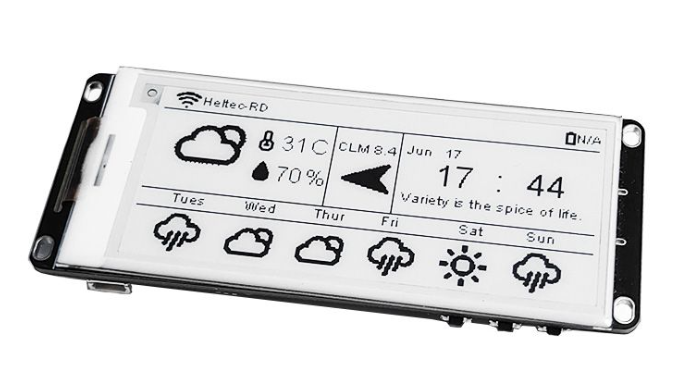 Heltec-RD
N/A
31C
70%
CLM 8.4
Jun 17
17 : 44
Variety is the spice of life.
Tues Wed Thur Fri Sat Sun